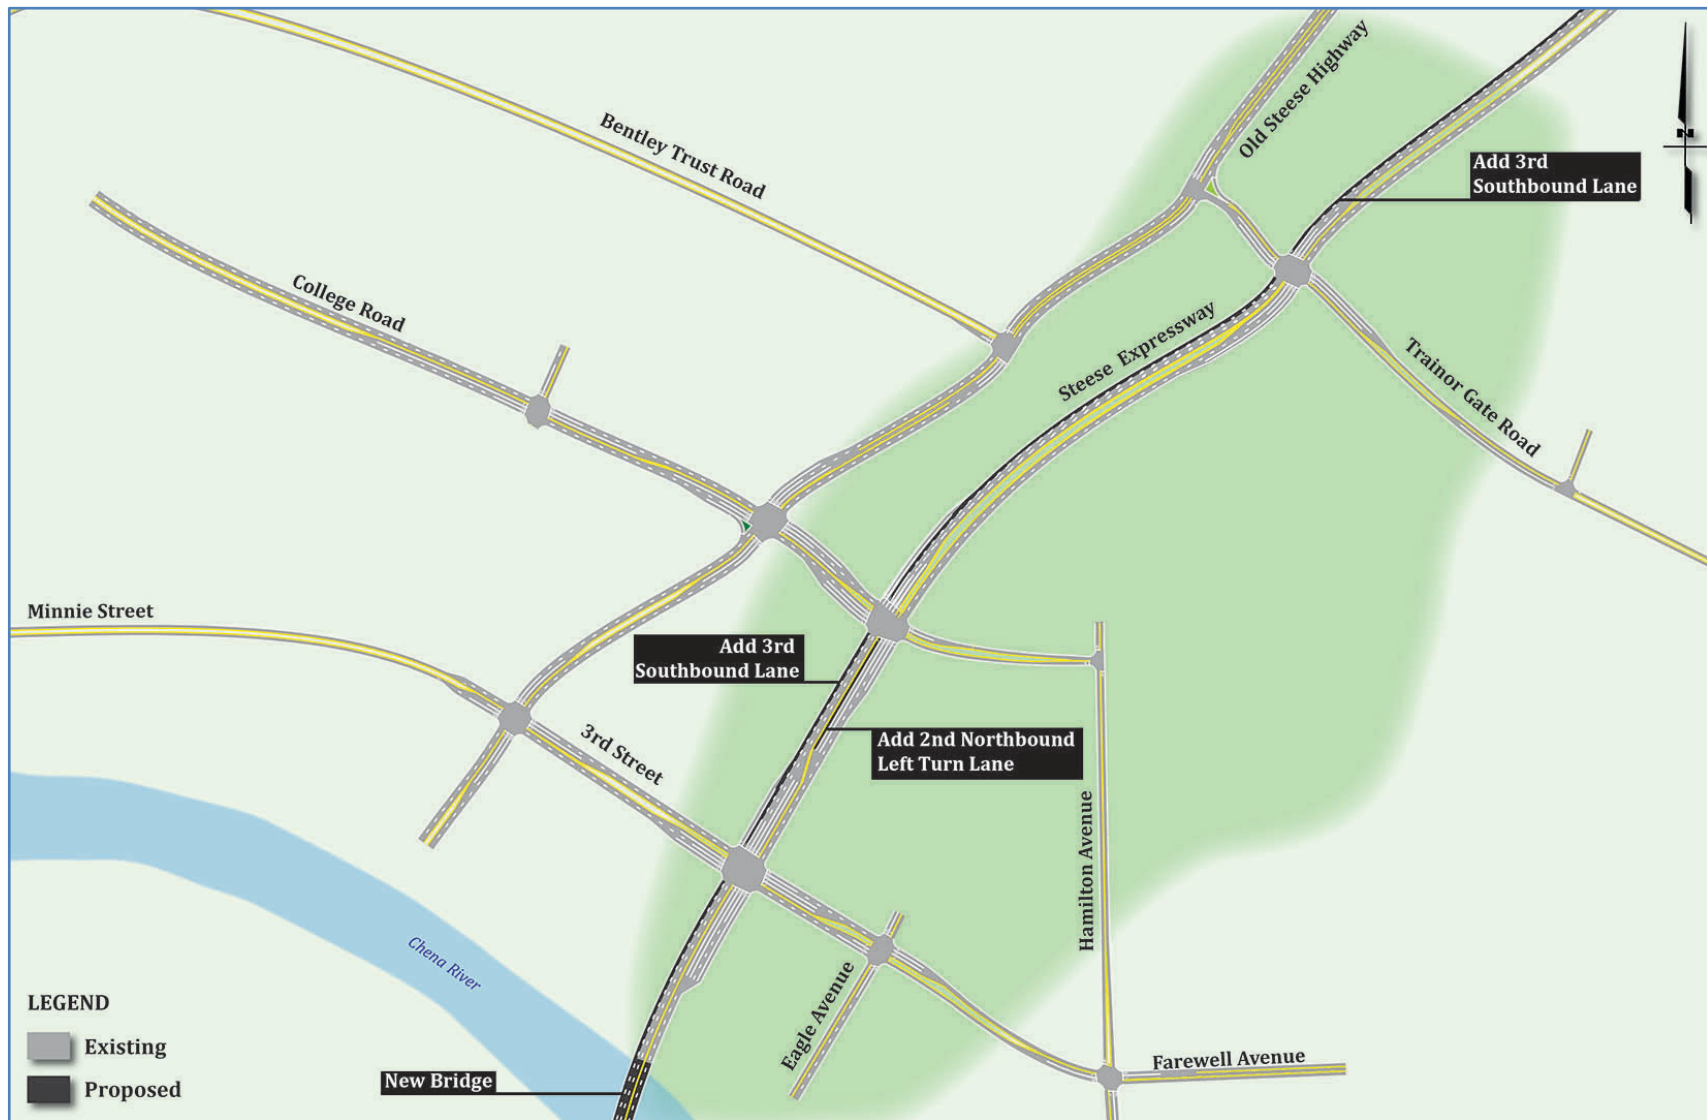 Old Steese Highway
Bentley Trust Road
N
Add 3rd
Southbound Lane
College Road
Steese Expressway
Trainor Gate Road
Minnie Street
Add 3rd
Southbound Lane
3rd Street
Add 2nd Northbound
Left Turn Lane
Hamilton Avenue
Chena River
Eagle Avenue
LEGEND
Existing
Proposed
New Bridge
Farewell Avenue